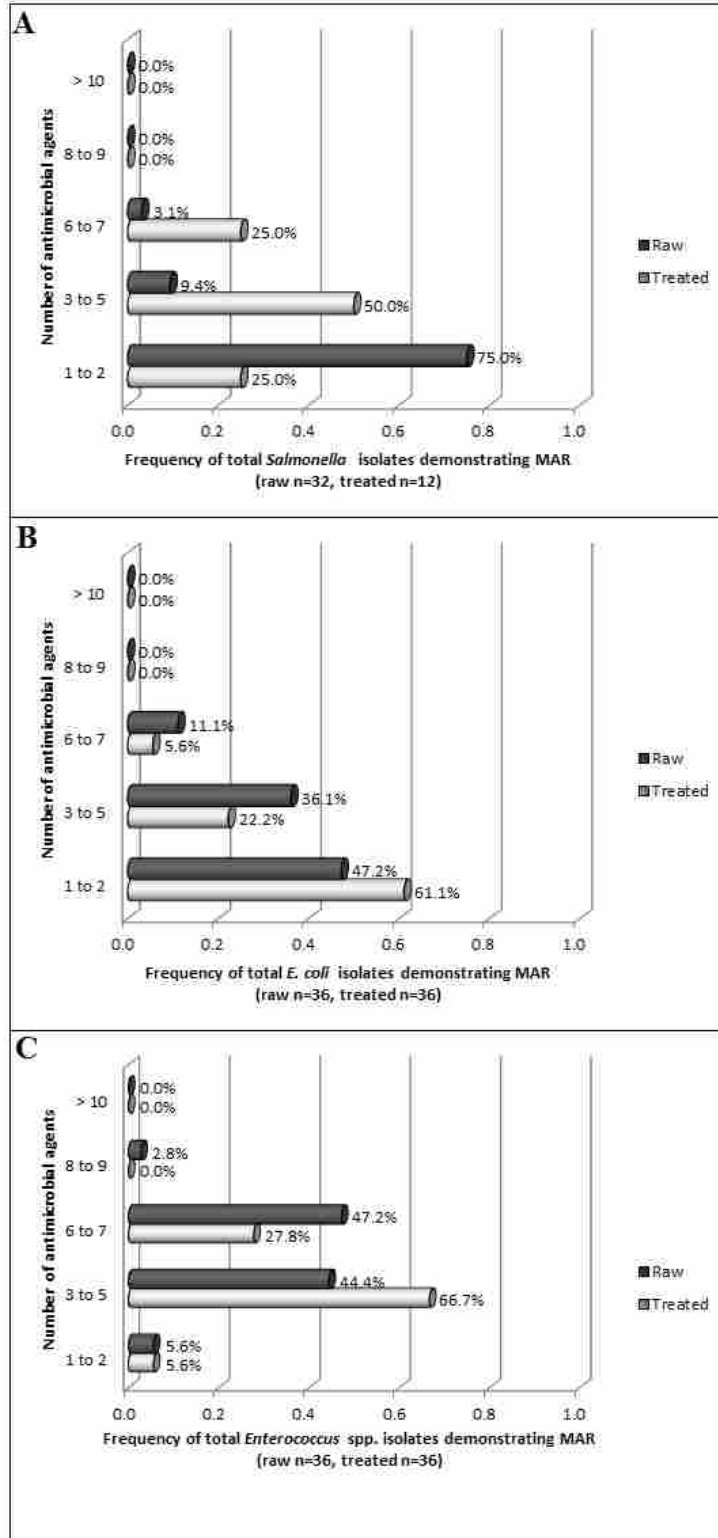 A
Number of antimicrobial agents
> 10
0.0%
0.0%
8 to 9
0.0%
0.0%
6 to 7
3.1%
25.0%
3 to 5
9.4%
50.0%
1 to 2
75.0%
25.0%
Raw
Treated
0.0 0.2 0.4 0.6 0.8 1.0
Frequency of total Salmonella isolates demonstrating MAR
(raw n=32, treated n=12)
B
Number of antimicrobial agents
> 10
0.0%
0.0%
8 to 9
0.0%
0.0%
6 to 7
11.1%
5.6%
3 to 5
36.1%
22.2%
1 to 2
47.2%
61.1%
Raw
Treated
0.0 0.2 0.4 0.6 0.8 1.0
Frequency of total E. coli isolates demonstrating MAR
(raw n=36, treated n=36)
C
Number of antimicrobial agents
> 10
0.0%
0.0%
8 to 9
2.8%
0.0%
6 to 7
47.2%
27.8%
3 to 5
44.4%
66.7%
1 to 2
5.6%
5.6%
Raw
Treated
0.0 0.2 0.4 0.6 0.8 1.0
Frequency of total Enterococcus spp. isolates demonstrating MAR
(raw n=36, treated n=36)